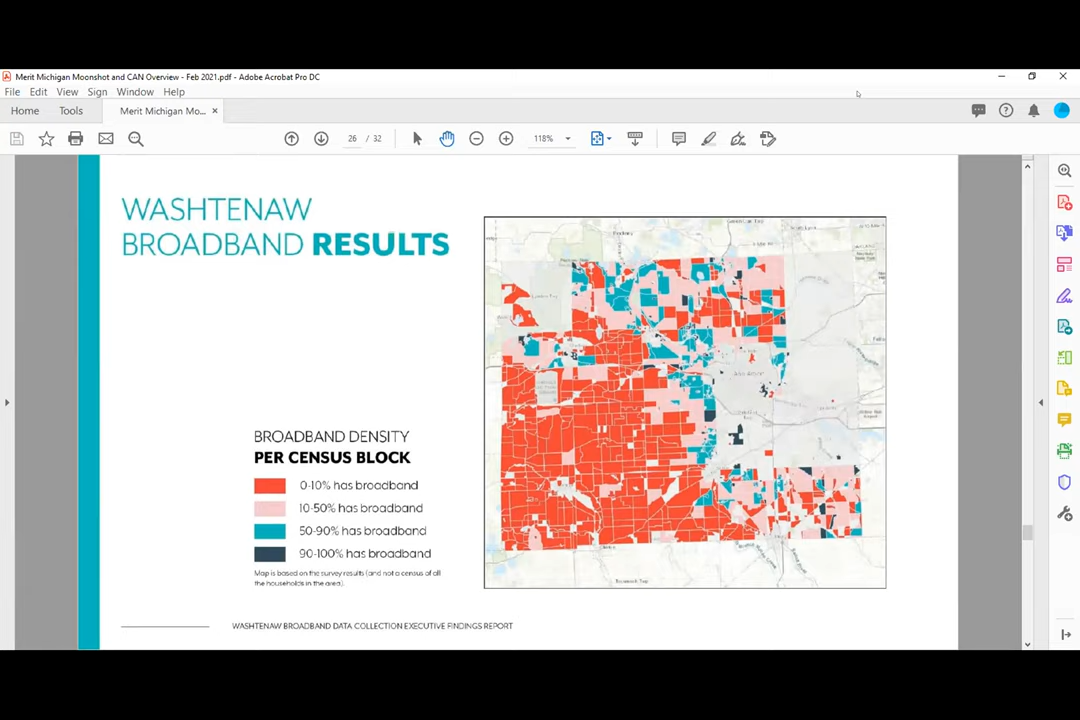 Merit Michigan Moonshot and CAN Overview - Feb 2021.pdf - Adobe Acrobat Pro DC
File Edit View Sign Window Help
Home Tools Merit Michigan Mo... ×
26 / 32 118%
WASHTENAW
BROADBAND RESULTS
BROADBAND DENSITY
PER CENSUS BLOCK
0-10% has broadband
10-50% has broadband
50-90% has broadband
90-100% has broadband
Map is based on the survey results (and not a census of all
the households in the area).
WASHTENAW BROADBAND DATA COLLECTION EXECUTIVE FINDINGS REPORT